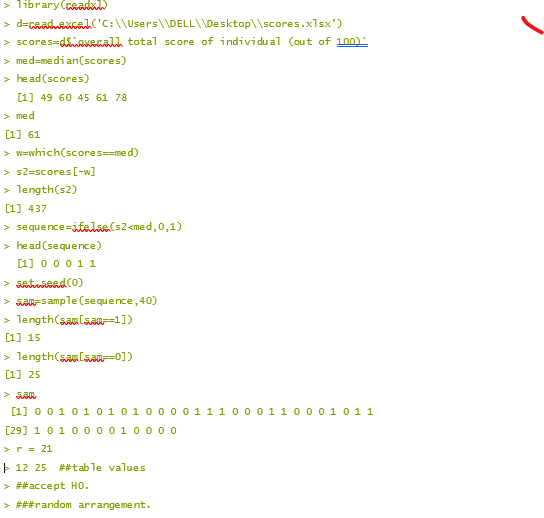 > library(readxl)
> d=read_excel('C:\\Users\\DELL\\Desktop\\scores.xlsx')
> scores=d$`overall total score of individual (out of 100)`
> med=median(scores)
> head(scores)
[1] 49 60 45 61 78
> med
[1] 61
> w=which(scores==med)
> s2=scores[-w]
> length(s2)
[1] 437
> sequence=ifelse(s2<med,0,1)
> head(sequence)
[1] 0 0 0 1 1
> set.seed(0)
> sam=sample(sequence,40)
> length(sam[sam==1])
[1] 15
> length(sam[sam==0])
[1] 25
> sam
[1] 0 0 1 0 1 0 1 0 1 0 0 0 0 1 1 1 0 0 0 1 1 0 0 0 1 0 1 1
[29] 1 0 1 0 0 0 0 1 0 0 0 0
> r = 21
> 12 25 ##table values
> ##accept H0.
> ###random arrangement.